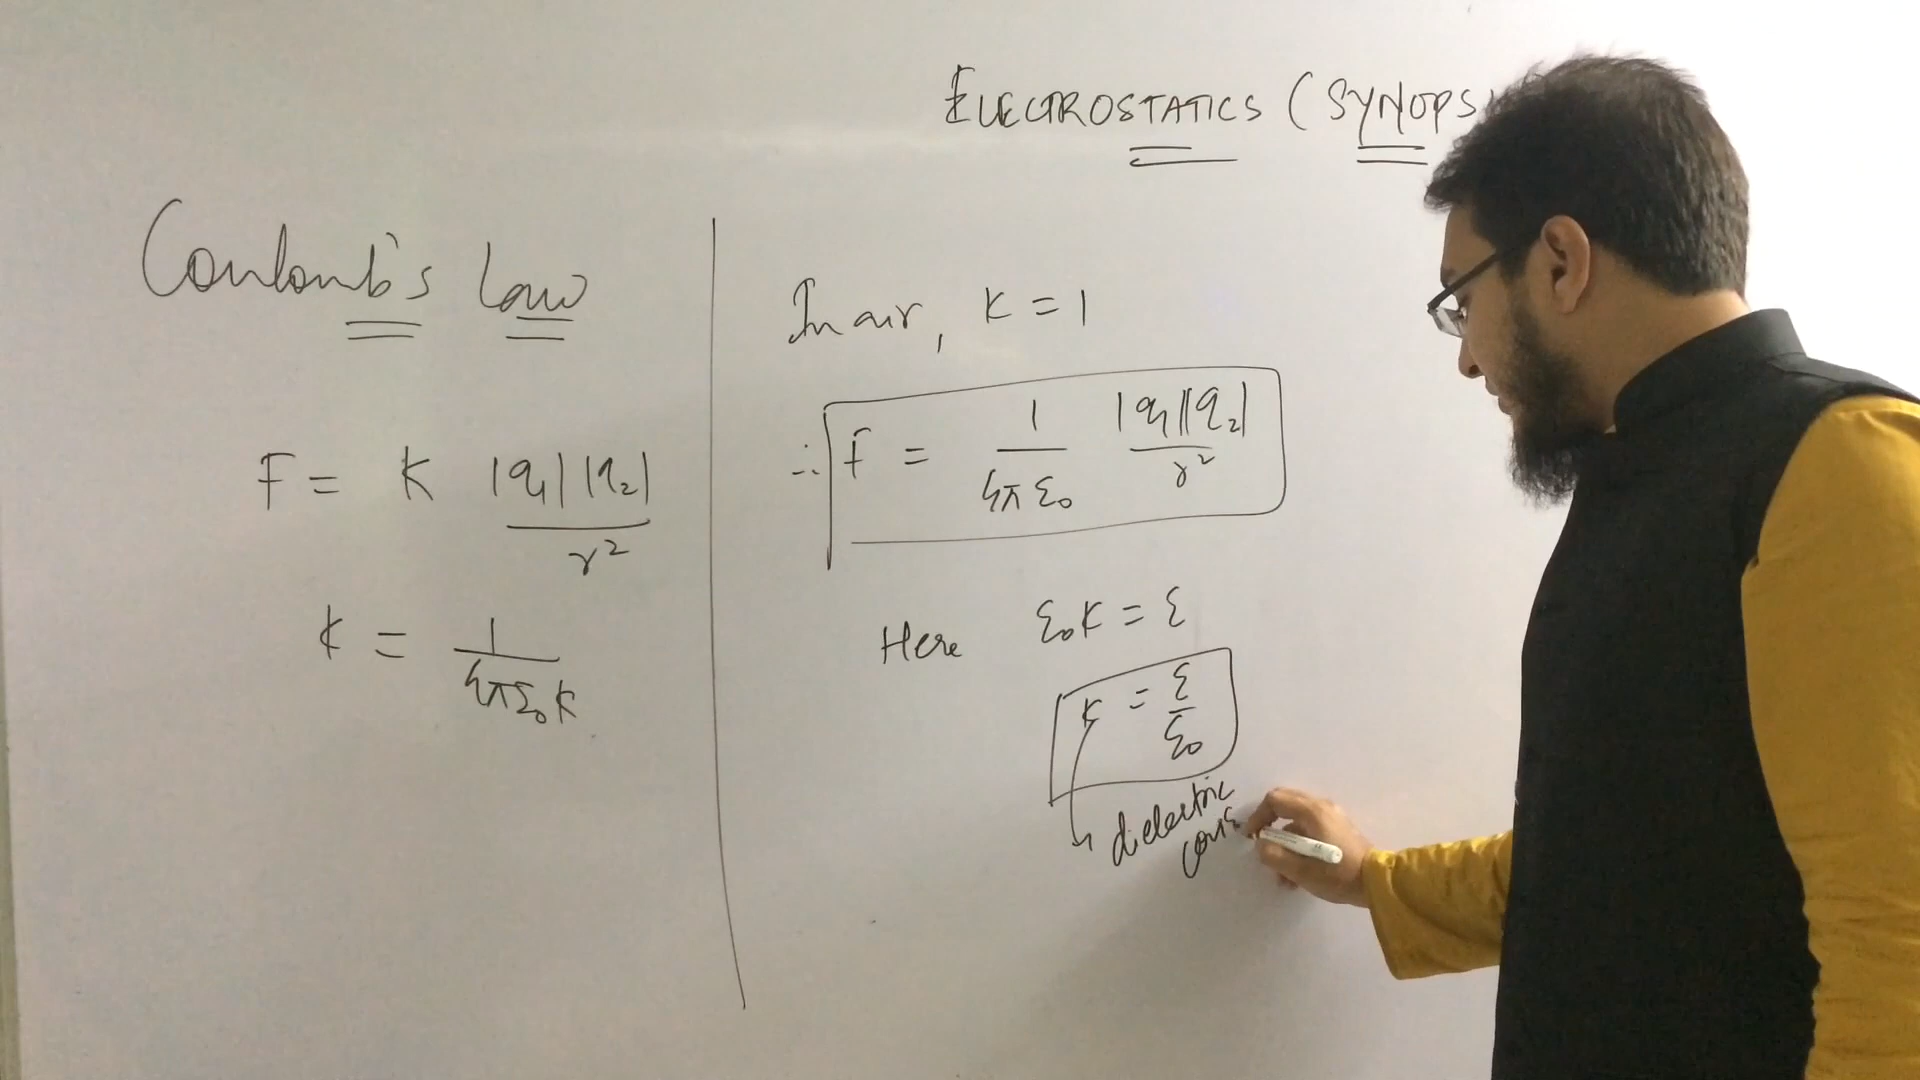 ELECTROSTATICS (SYNOPS
Coulomb's Law
F = K |q₁| |q₂| / r²
K = 1 / 4πε₀K
In air, K = 1
∴ F = 1 / 4πε₀ |q₁||q₂| / r²
Here ε₀K = ε
K = ε / ε₀
↳ dielectric
cons